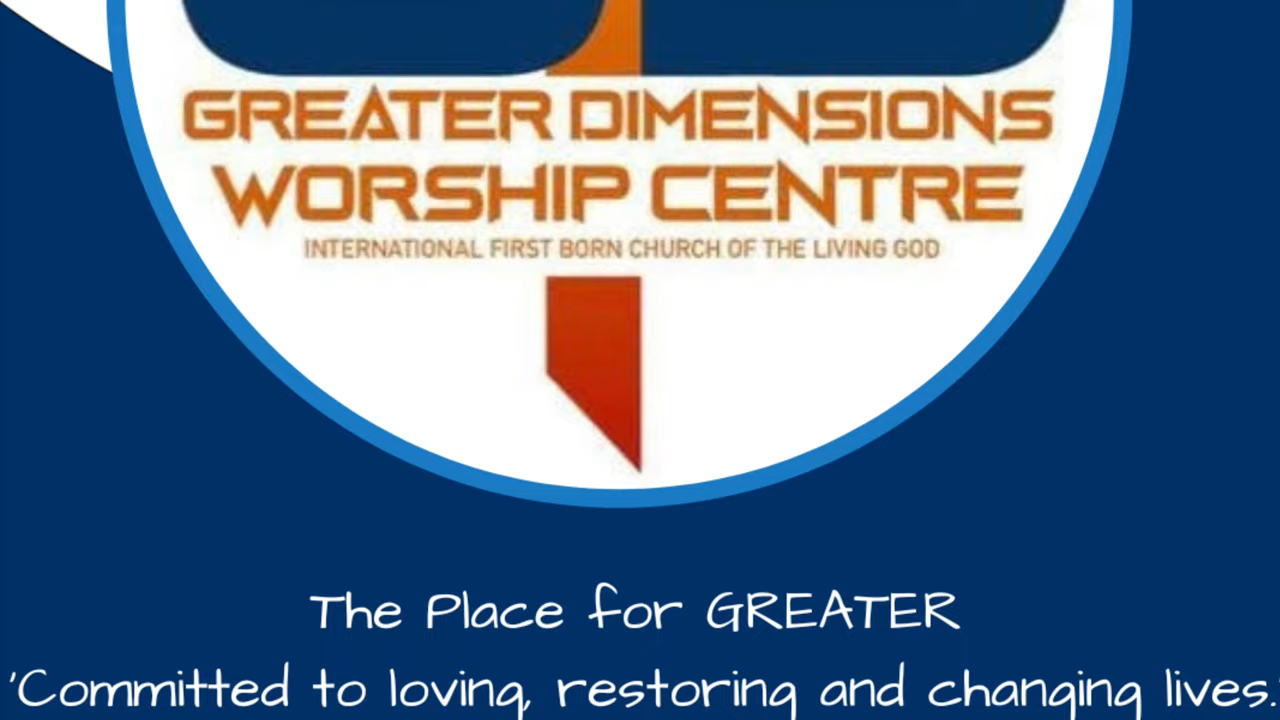 GREATER DIMENSIONS
WORSHIP CENTRE
INTERNATIONAL FIRST BORN CHURCH OF THE LIVING GOD
The Place for GREATER
'Committed to loving, restoring and changing lives.'